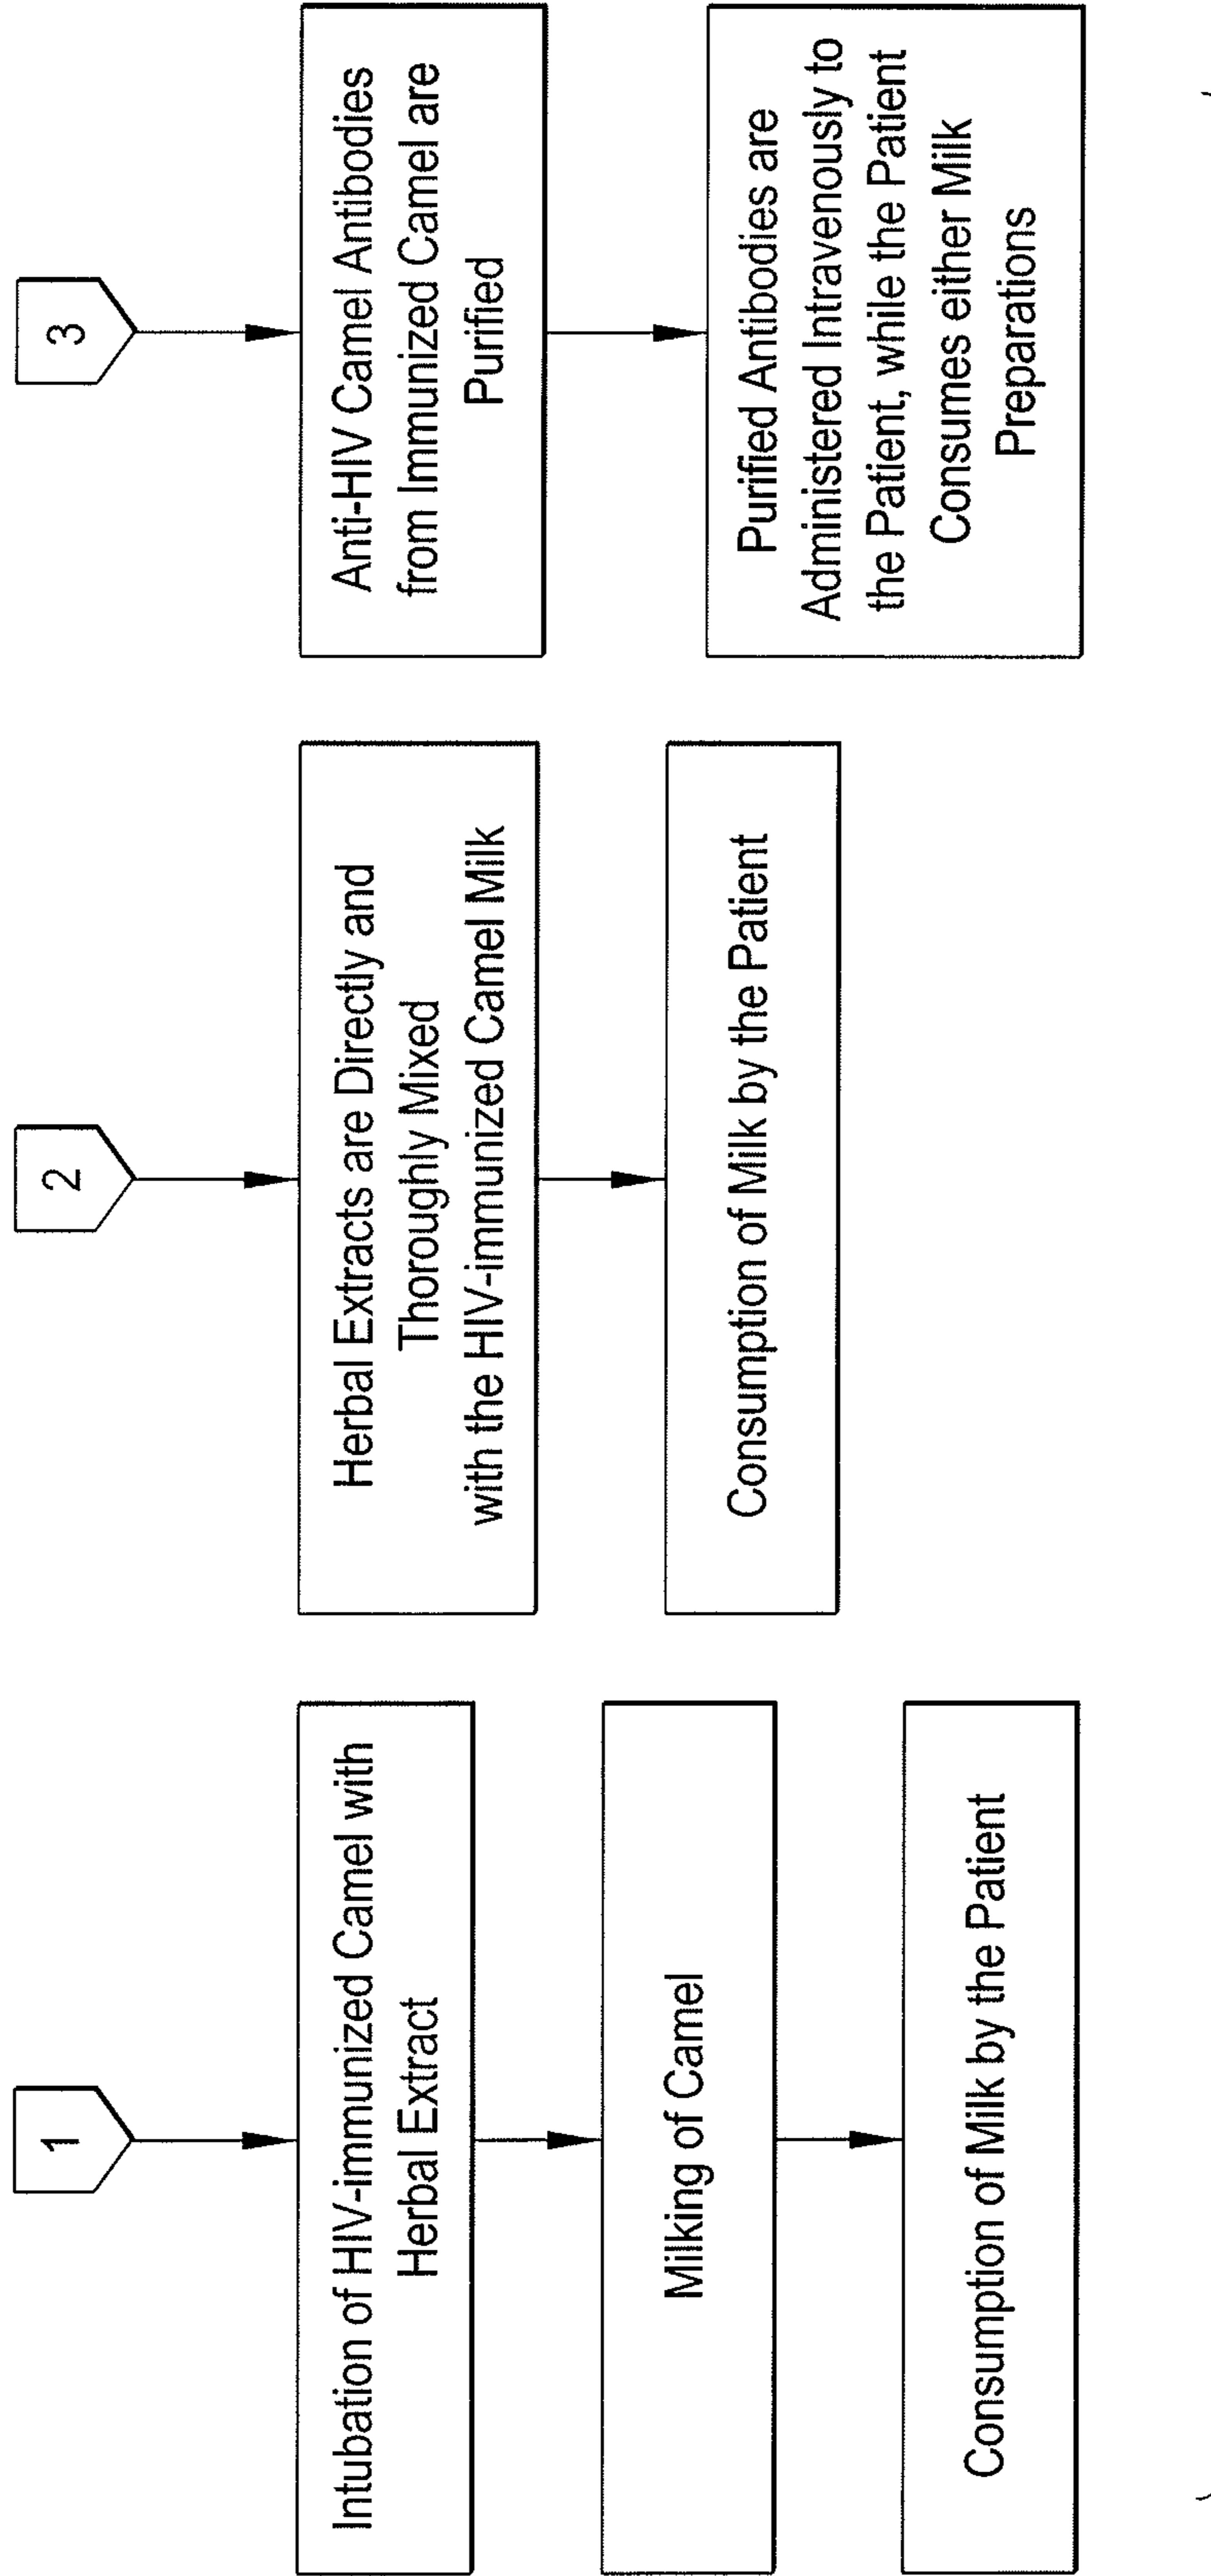 1
Intubation of HIV-immunized Camel with
Herbal Extract
Milking of Camel
Consumption of Milk by the Patient
2
Herbal Extracts are Directly and
Thoroughly Mixed
with the HIV-immunized Camel Milk
Consumption of Milk by the Patient
3
Anti-HIV Camel Antibodies
from Immunized Camel are
Purified
Purified Antibodies are
Administered Intravenously to
the Patient, while the Patient
Consumes either Milk
Preparations